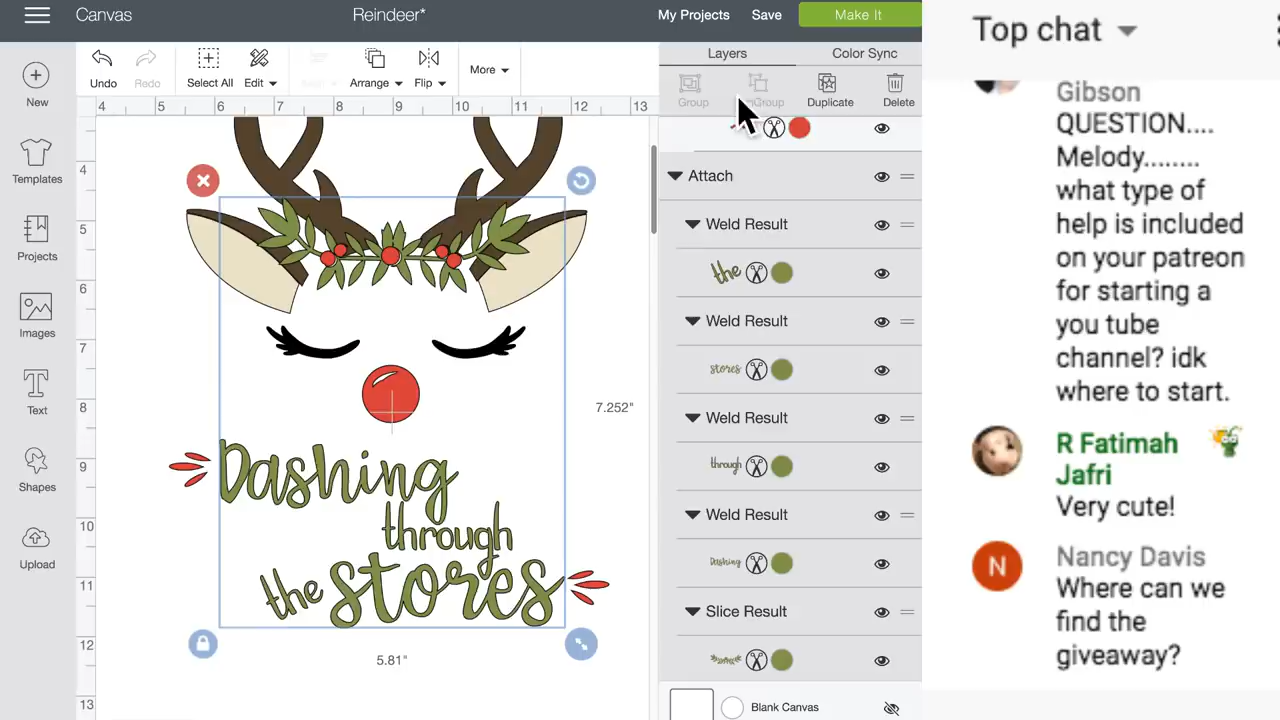 Canvas
Reindeer*
My Projects
Save
Make It
New
Templates
Projects
Images
Text
Shapes
Upload
Undo
Redo
Select All
Edit
Arrange
Flip
More
4 5 6 7 8 9 10 11 12 13
4
5
6
7
8
9
10
11
12
13
Dashing
through
the stores
7.252"
5.81"
Layers
Color Sync
Group
Group
Duplicate
Delete
Attach
Weld Result
the
Weld Result
stores
Weld Result
through
Weld Result
Dashing
Slice Result
Blank Canvas
Top chat
Gibson
QUESTION....
Melody........
what type of
help is included
on your patreon
for starting a
you tube
channel? idk
where to start.
R Fatimah
Jafri
Very cute!
N
Nancy Davis
Where can we
find the
giveaway?